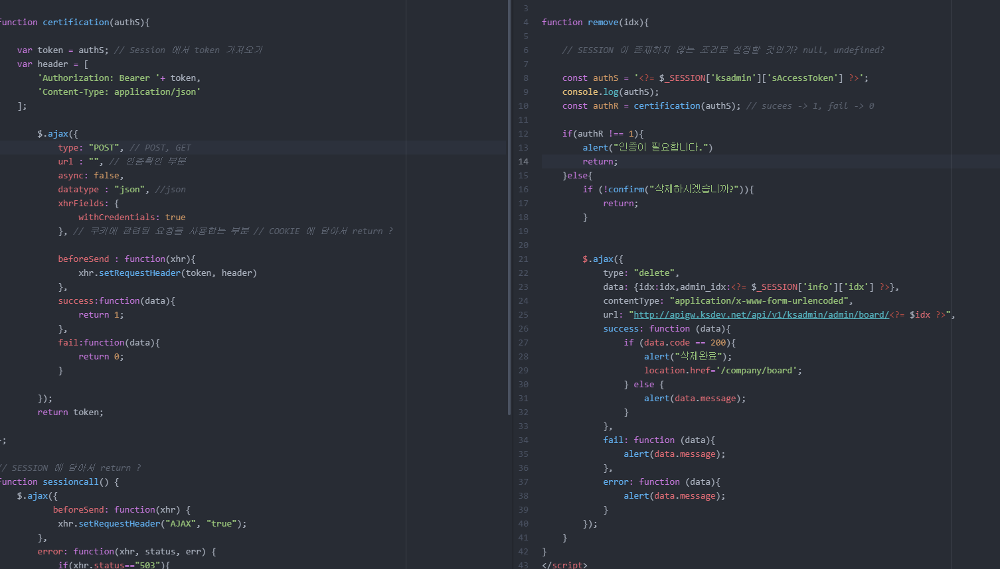 function certification(authS){
var token = authS; // Session 에서 token 가져오기
var header = [
'Authorization: Bearer '+ token,
'Content-Type: application/json'
];
$.ajax({
type: "POST", // POST, GET
url : "", // 인증확인 부분
async: false,
datatype : "json", //json
xhrFields: {
withCredentials: true
}, // 쿠키에 관련된 요청을 사용한는 부분 // COOKIE 에 담아서 return ?
beforeSend : function(xhr){
xhr.setRequestHeader(token, header)
},
success:function(data){
return 1;
},
fail:function(data){
return 0;
}
});
return token;
};
// SESSION 에 담아서 return ?
function sessioncall() {
$.ajax({
beforeSend: function(xhr) {
xhr.setRequestHeader("AJAX", "true");
},
error: function(xhr, status, err) {
if(xhr.status=="503"){
3
4 function remove(idx){
5
6 // SESSION 이 존재하지 않는 조건문 설정할 것인가? null, undefined?
7
8 const authS = '<?= $_SESSION['ksadmin']['sAccessToken'] ?>';
9 console.log(authS);
10 const authR = certification(authS); // sucees -> 1, fail -> 0
11
12 if(authR !== 1){
13 alert("인증이 필요합니다.")
14 return;
15 }else{
16 if (!confirm("삭제하시겠습니까?")){
17 return;
18 }
19
20
21 $.ajax({
22 type: "delete",
23 data: {idx:idx,admin_idx:<?= $_SESSION['info']['idx'] ?>},
24 contentType: "application/x-www-form-urlencoded",
25 url: "http://apigw.ksdev.net/api/v1/ksadmin/admin/board/<?= $idx ?>",
26 success: function (data){
27 if (data.code == 200){
28 alert("삭제완료");
29 location.href='/company/board';
30 } else {
31 alert(data.message);
32 }
33 },
34 fail: function (data){
35 alert(data.message);
36 },
37 error: function (data){
38 alert(data.message);
39 }
40 });
41 }
42 }
43 </script>